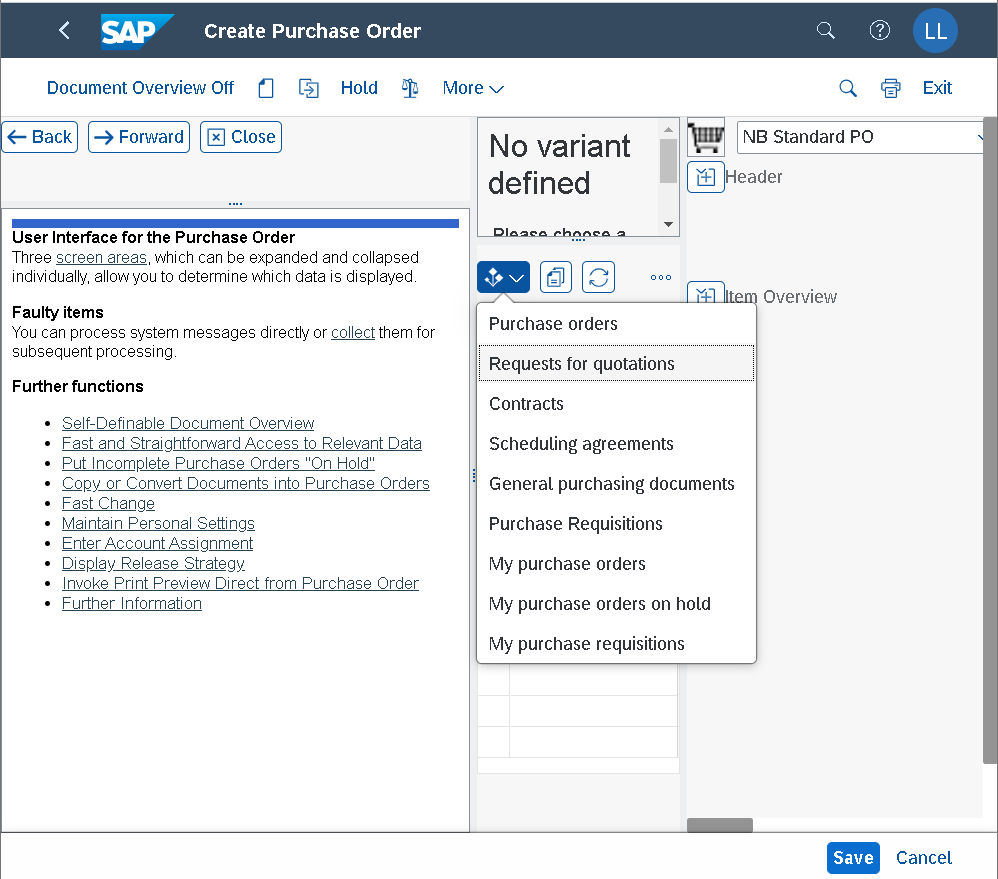 SAP Create Purchase Order LL
Document Overview Off Hold More Exit
Back Forward Close
User Interface for the Purchase Order
Three screen areas, which can be expanded and collapsed
individually, allow you to determine which data is displayed.
Faulty items
You can process system messages directly or collect them for
subsequent processing.
Further functions
• Self-Definable Document Overview
• Fast and Straightforward Access to Relevant Data
• Put Incomplete Purchase Orders "On Hold"
• Copy or Convert Documents into Purchase Orders
• Fast Change
• Maintain Personal Settings
• Enter Account Assignment
• Display Release Strategy
• Invoke Print Preview Direct from Purchase Order
• Further Information
No variant
defined
Please choose a
Purchase orders
Requests for quotations
Contracts
Scheduling agreements
General purchasing documents
Purchase Requisitions
My purchase orders
My purchase orders on hold
My purchase requisitions
NB Standard PO
Header
Item Overview
Save Cancel